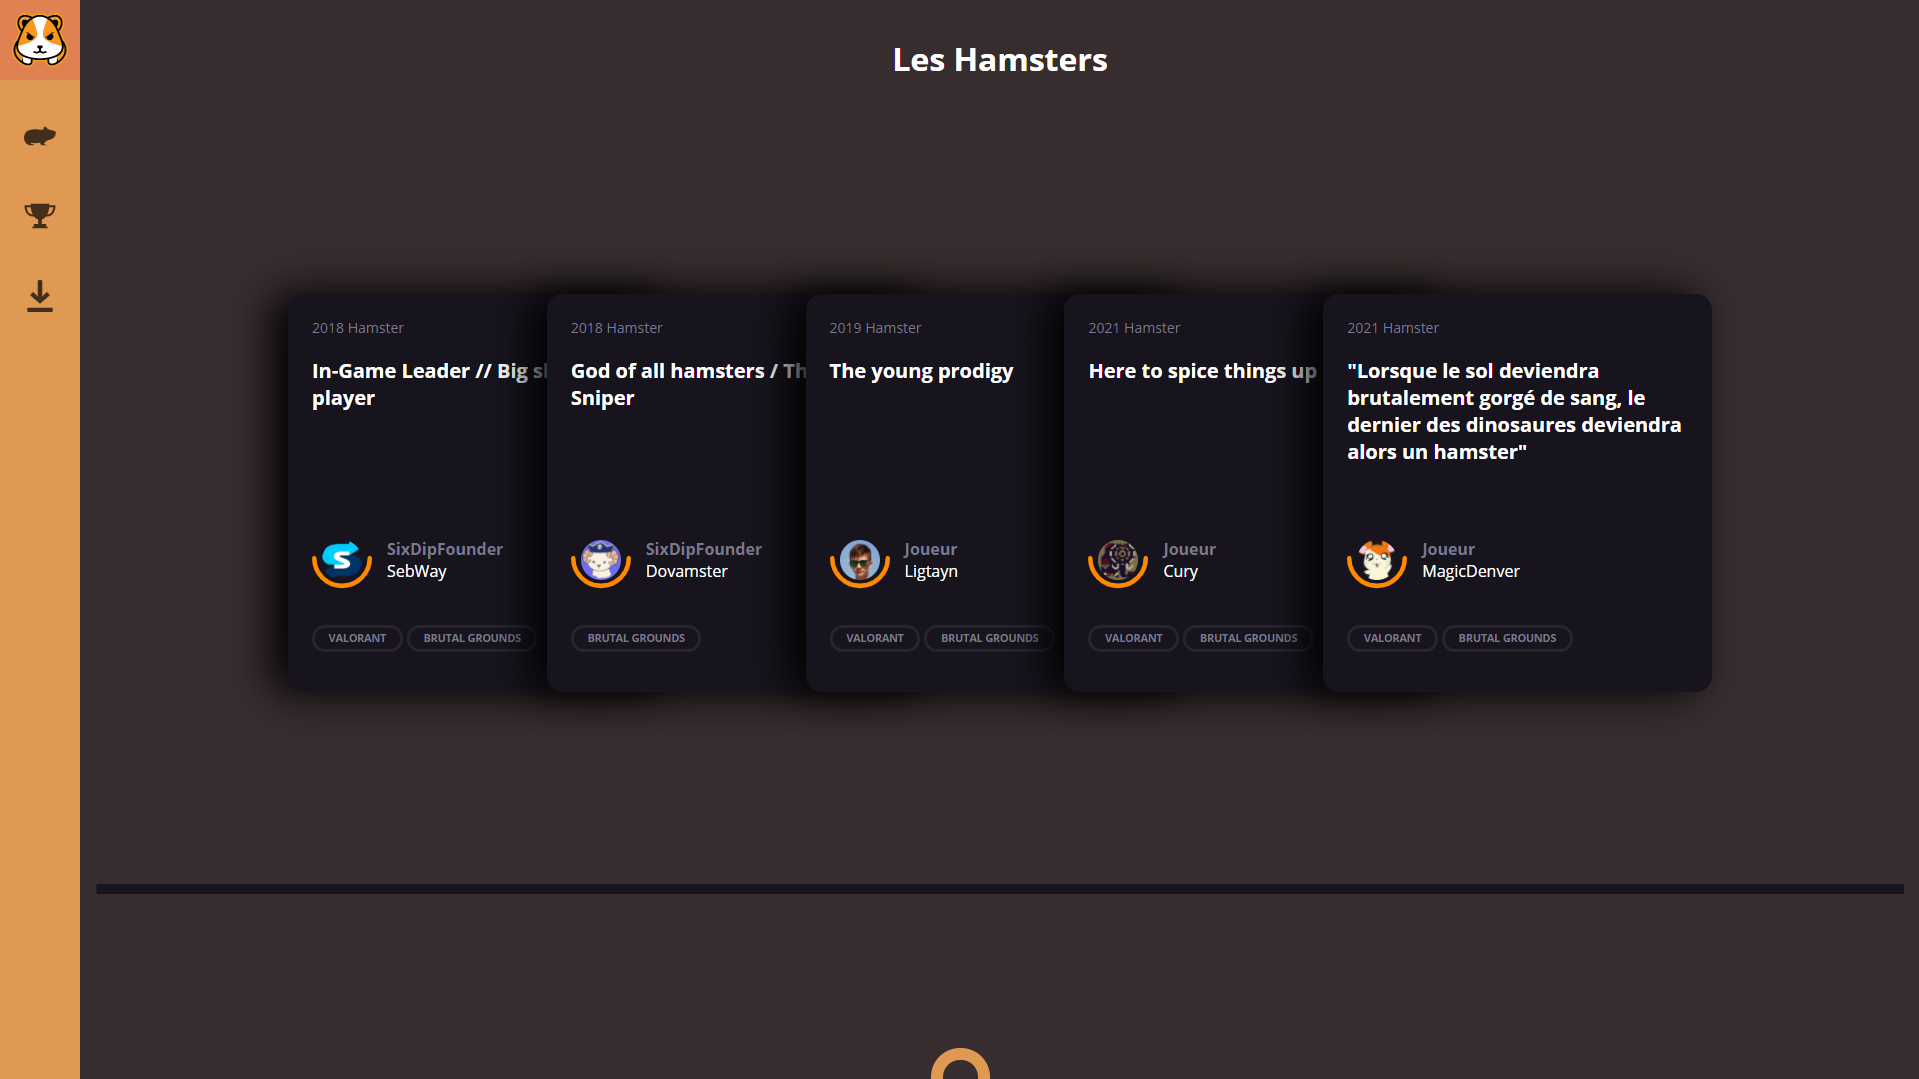 Les Hamsters
2018 Hamster
In-Game Leader // Big
player
SixDipFounder
SebWay
VALORANT
BRUTAL GROUNDS
2018 Hamster
God of all hamsters /
Sniper
SixDipFounder
Dovamster
BRUTAL GROUNDS
2019 Hamster
The young prodigy
Joueur
Ligtayn
VALORANT
BRUTAL GROUNDS
2021 Hamster
Here to spice things up
Joueur
Cury
VALORANT
BRUTAL GROUNDS
2021 Hamster
"Lorsque le sol deviendra
brutalement gorgé de sang, le
dernier des dinosaures deviendra
alors un hamster"
Joueur
MagicDenver
VALORANT
BRUTAL GROUNDS